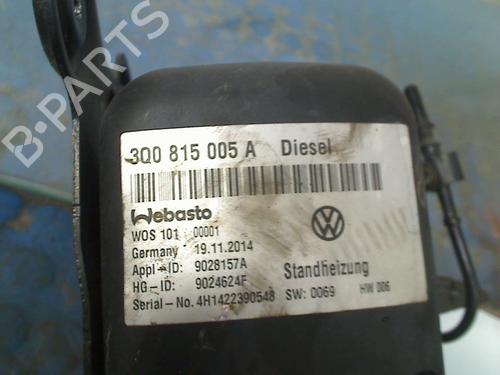 3Q0 815 005 A Diesel
Webasto
WOS 101 00001
Germany 19.11.2014
Appl-ID: 9028157A
HG-ID: 9024624F
Standheizung
Serial-No. 4H1422390548 SW: 0069 HW 006
B-PARTS